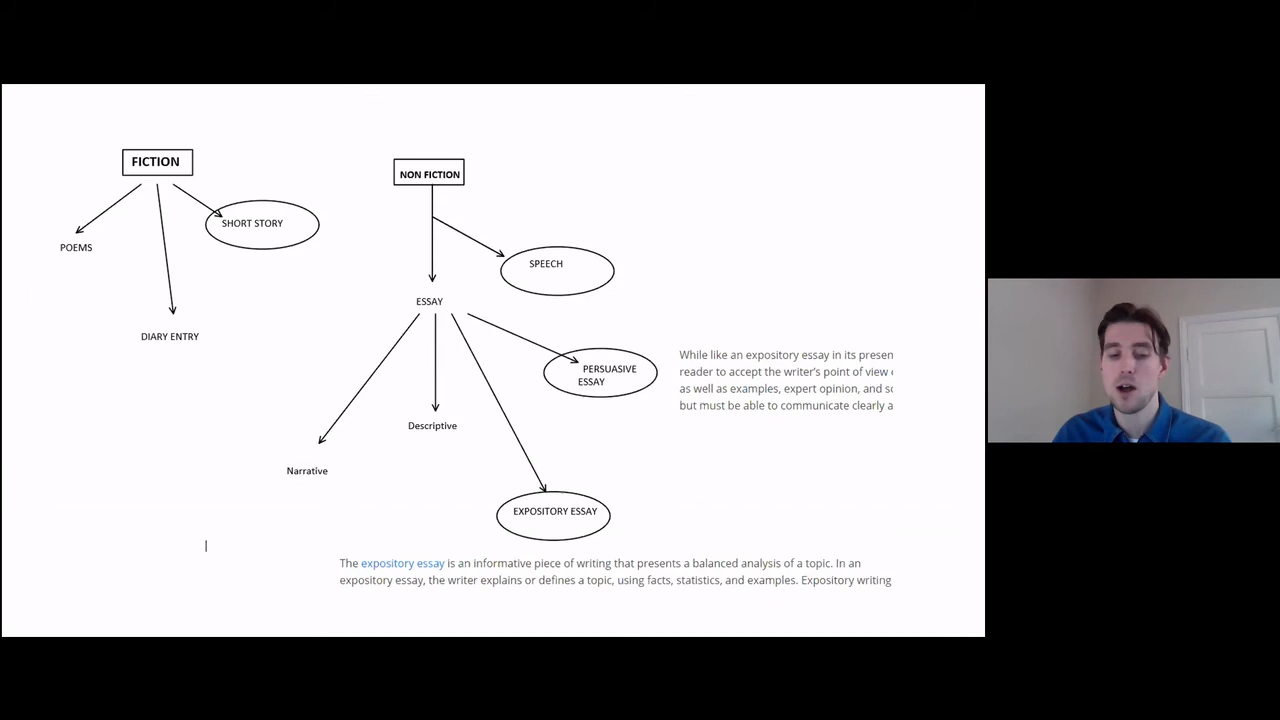 FICTION
POEMS
DIARY ENTRY
SHORT STORY
NON FICTION
SPEECH
ESSAY
PERSUASIVE
ESSAY
While like an expository essay in its presen
reader to accept the writer's point of view
as well as examples, expert opinion, and so
but must be able to communicate clearly a
Descriptive
Narrative
EXPOSITORY ESSAY
The expository essay is an informative piece of writing that presents a balanced analysis of a topic. In an
expository essay, the writer explains or defines a topic, using facts, statistics, and examples. Expository writing